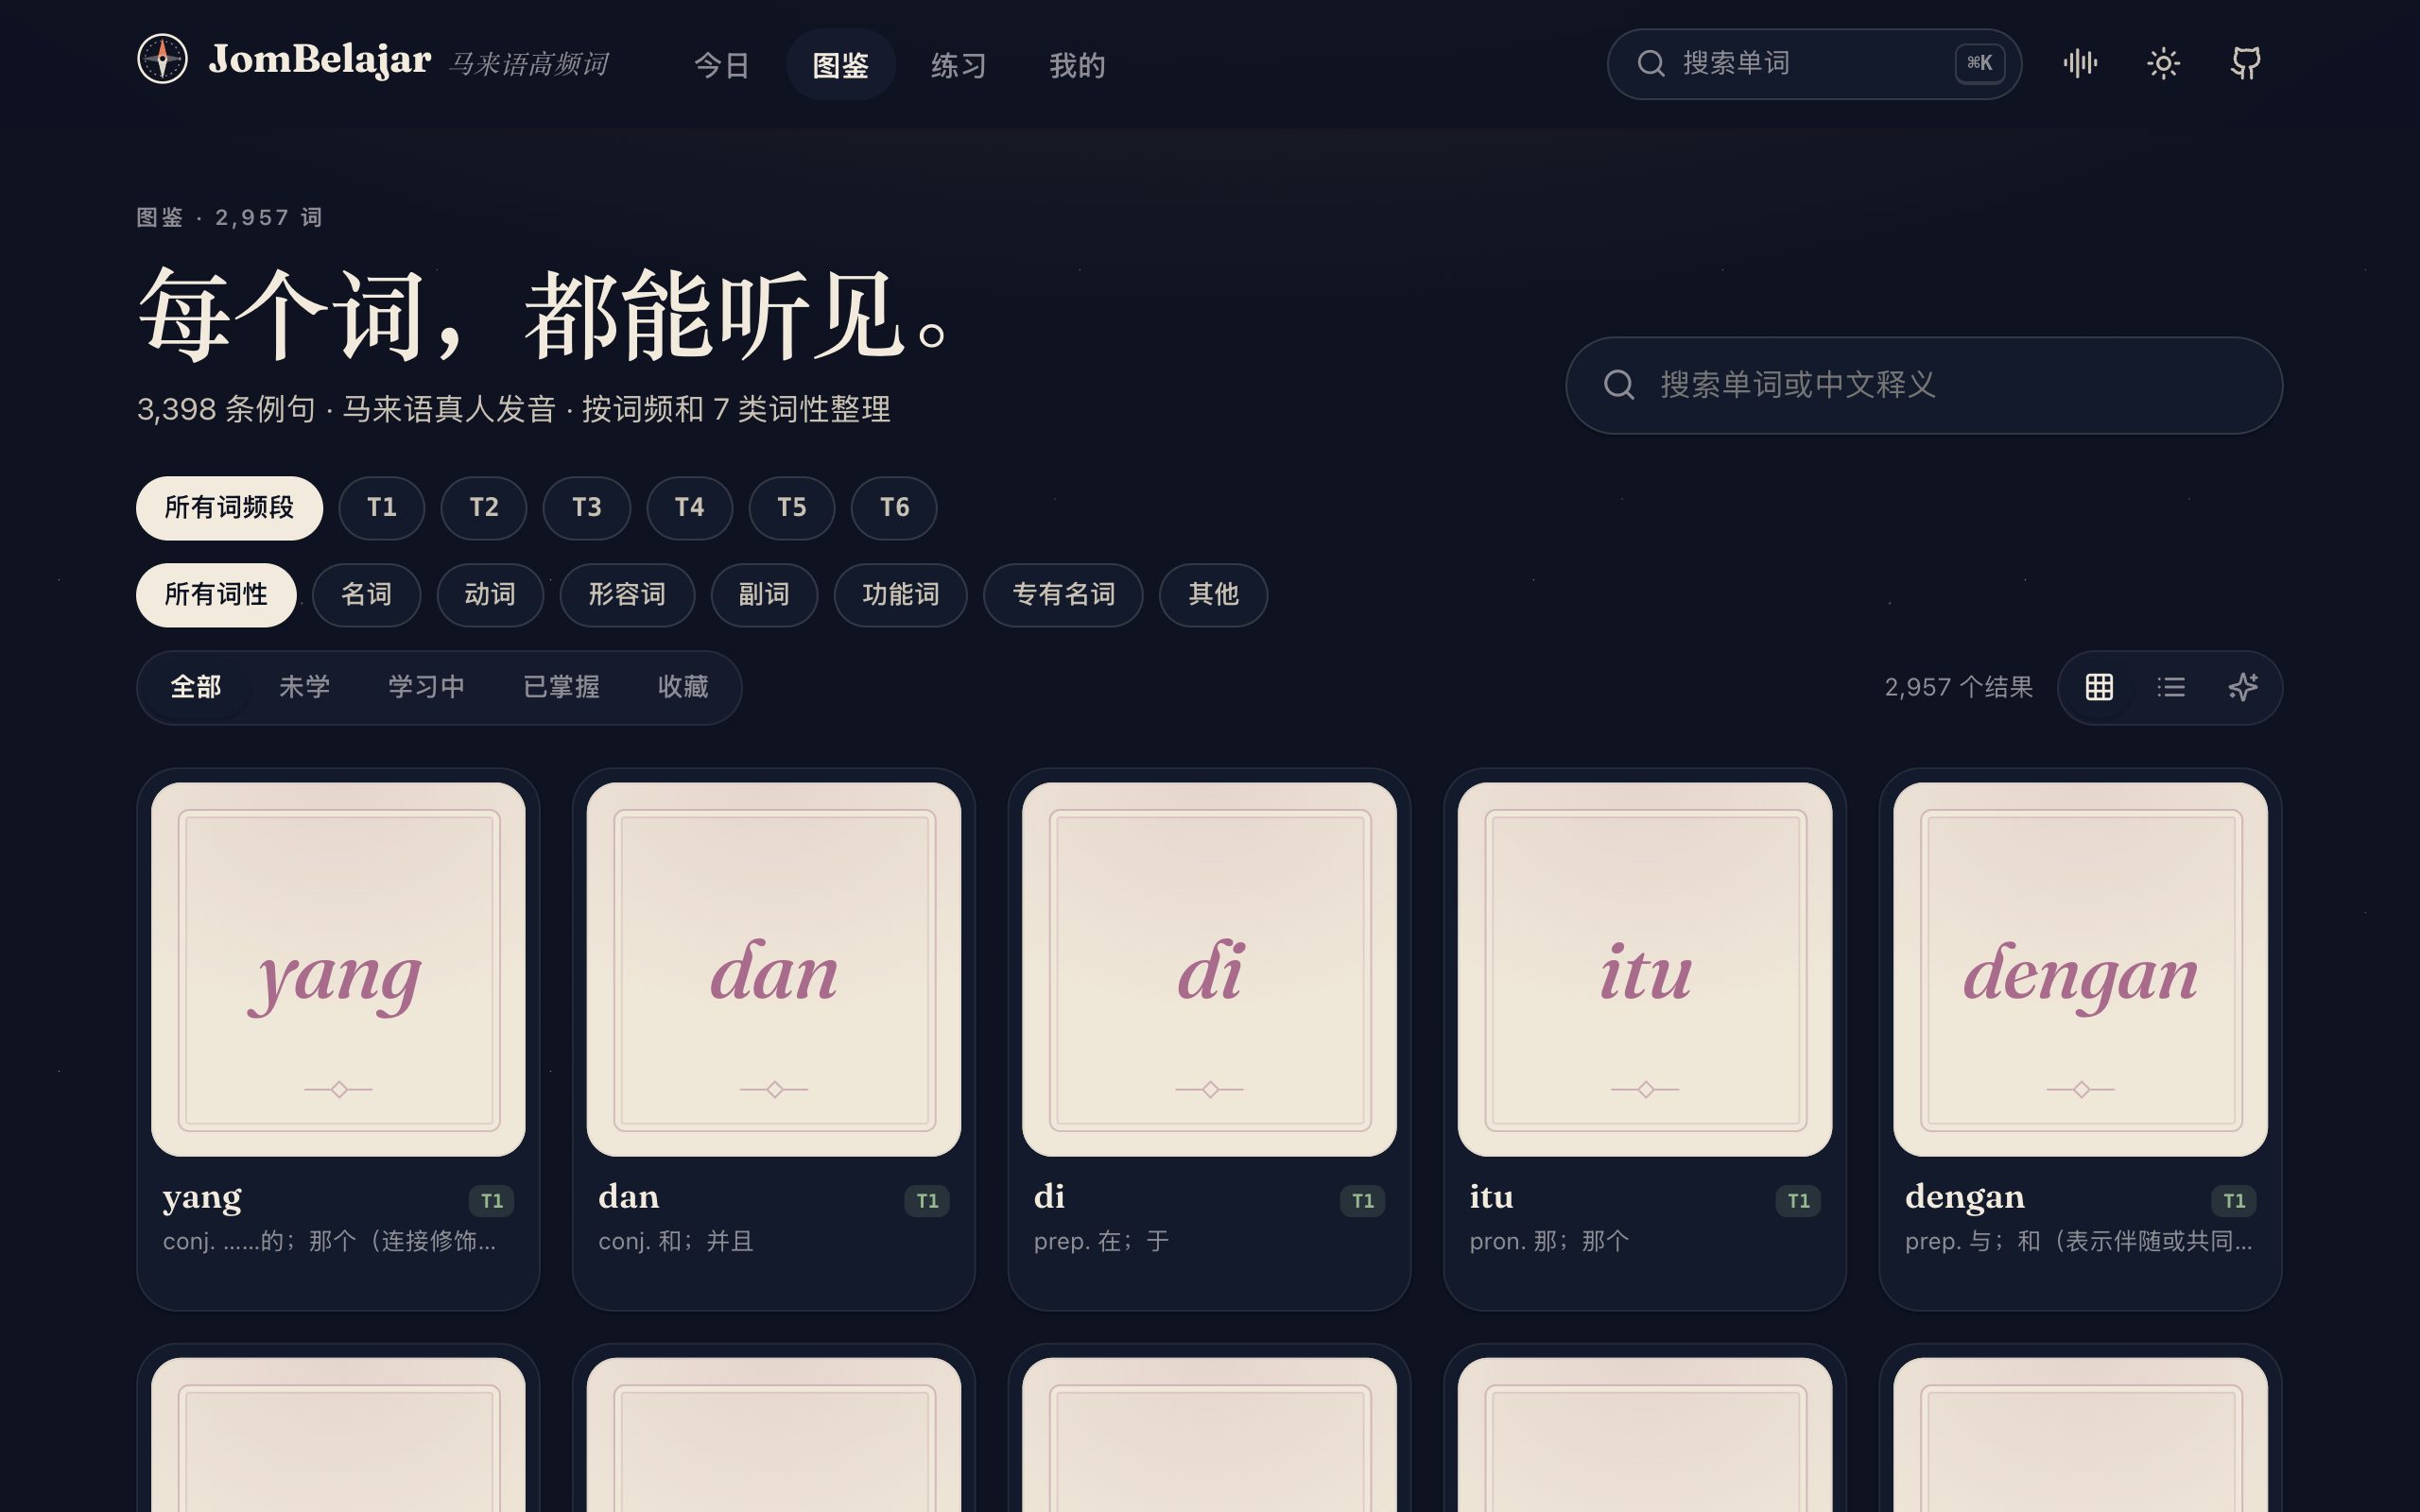 JomBelajar 马来语高频词 今日 图鉴 练习 我的 搜索单词 ⌘K
图鉴 · 2,957 词
每个词，都能听见。
3,398 条例句 · 马来语真人发音 · 按词频和 7 类词性整理
搜索单词或中文释义
所有词频段 T1 T2 T3 T4 T5 T6
所有词性 名词 动词 形容词 副词 功能词 专有名词 其他
全部 未学 学习中 已掌握 收藏 2,957 个结果
yang dan di itu dengan
yang T1 dan T1 di T1 itu T1 dengan T1
conj. ……的；那个（连接修饰… conj. 和；并且 prep. 在；于 pron. 那；那个 prep. 与；和（表示伴随或共同…